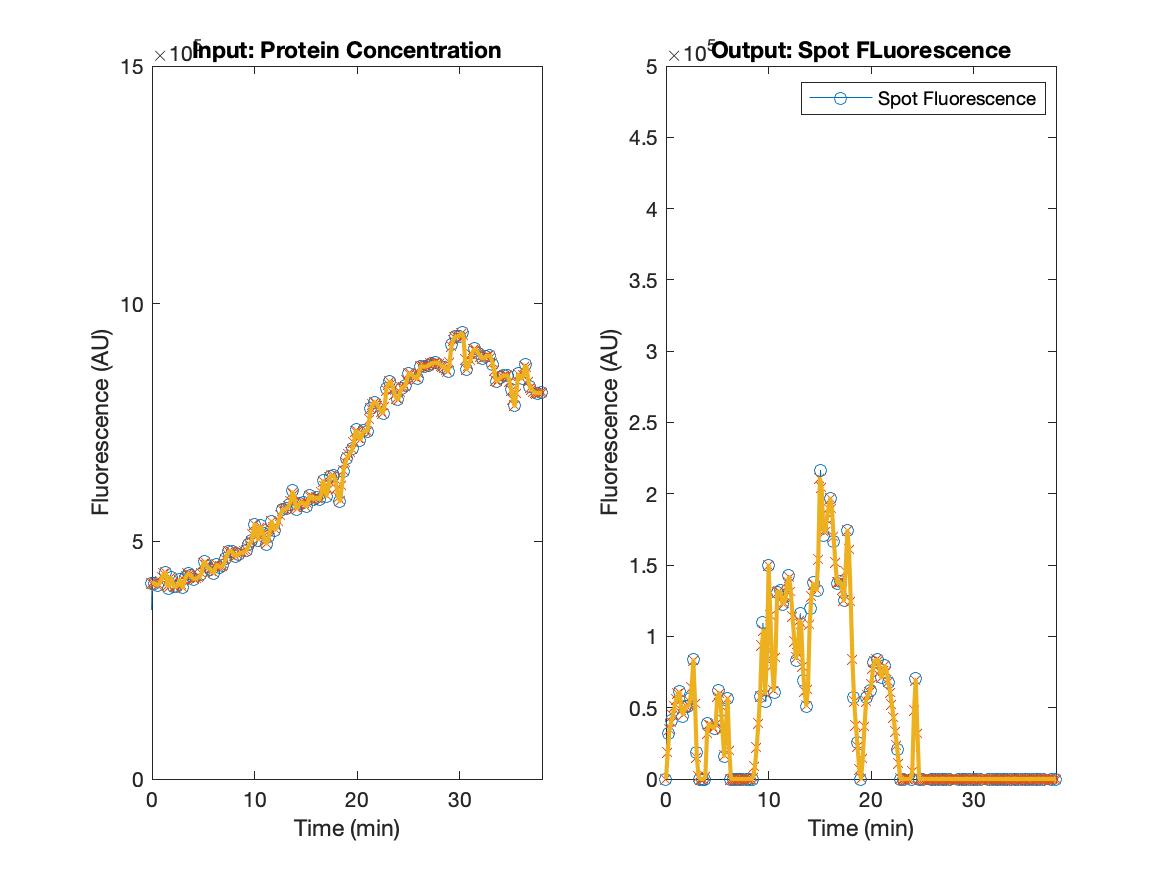 ×10⁵
Input: Protein Concentration
15
10
5
0
0 10 20 30
Time (min)
Fluorescence (AU)
×10⁵
Output: Spot FLuorescence
Spot Fluorescence
5
4.5
4
3.5
3
2.5
2
1.5
1
0.5
0
0 10 20 30
Time (min)
Fluorescence (AU)